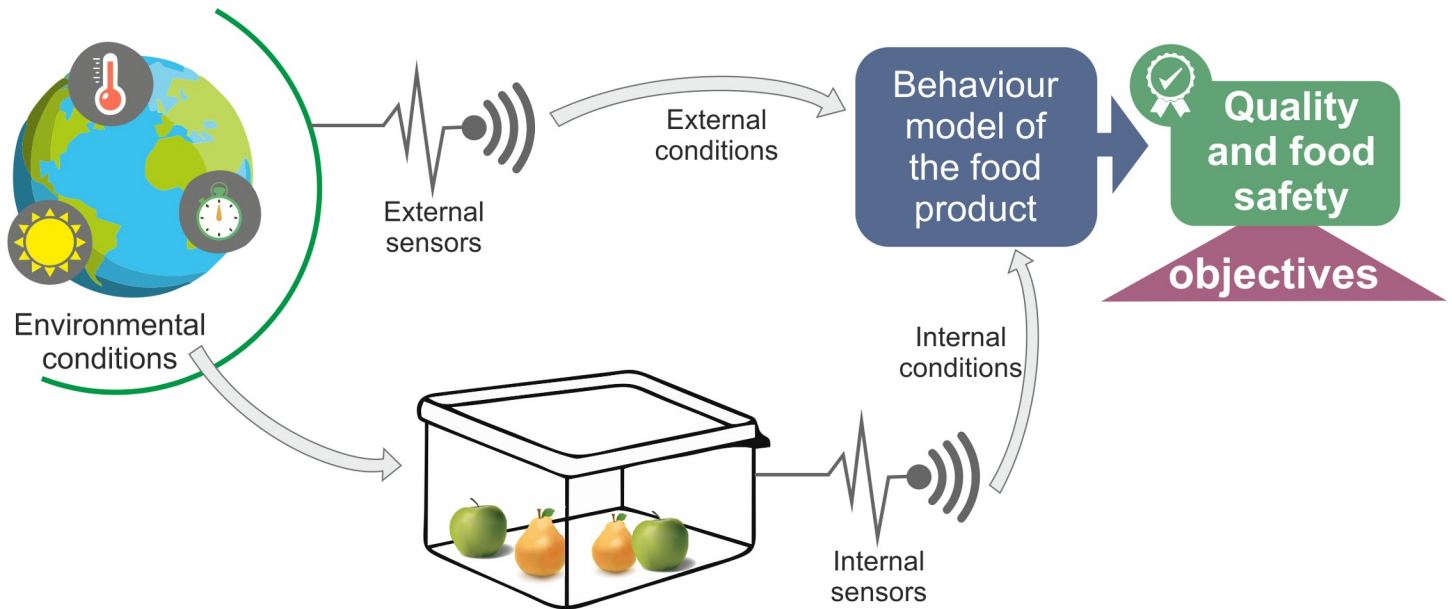 Environmental
conditions
External
sensors
External
conditions
Behaviour
model of
the food
product
Quality
and food
safety
objectives
Internal
conditions
Internal
sensors